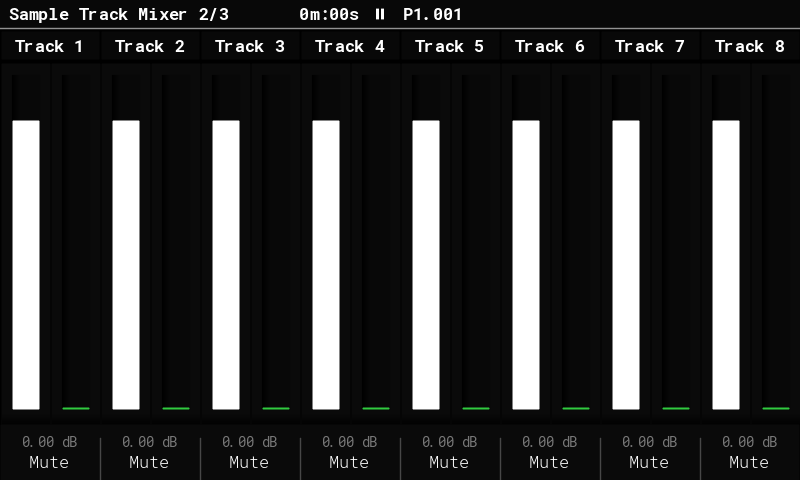 Sample Track Mixer 2/3 0m:00s ⏸ P1.001
Track 1 Track 2 Track 3 Track 4 Track 5 Track 6 Track 7 Track 8
0.00 dB 0.00 dB 0.00 dB 0.00 dB 0.00 dB 0.00 dB 0.00 dB 0.00 dB
Mute Mute Mute Mute Mute Mute Mute Mute